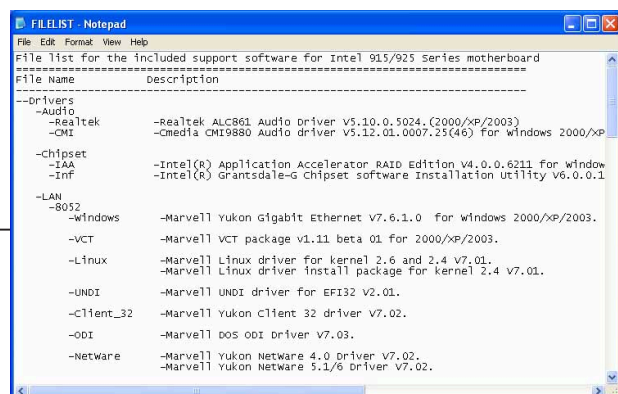 FILELIST - Notepad
File Edit Format View Help
File list for the included support software for Intel 915/925 Series motherboard
================================================================
File Name Description
----------------------------------------------------------------
--Drivers
-Audio
-Realtek -Realtek ALC861 Audio Driver V5.10.0.5024.(2000/XP/2003)
-CMI -Cmedia CMI9880 Audio driver V5.12.01.0007.25(46) for Windows 2000/XP
-Chipset
-IAA -Intel(R) Application Accelerator RAID Edition V4.0.0.6211 for Window
-Inf -Intel(R) Grantsdale-G Chipset software Installation Utility V6.0.0.1
-LAN
-8052
-Windows -Marvell Yukon Gigabit Ethernet V7.6.1.0 for Windows 2000/XP/2003.
-VCT -Marvell VCT package v1.11 beta 01 for 2000/XP/2003.
-Linux -Marvell Linux driver for kernel 2.6 and 2.4 V7.01.
-Marvell Linux driver install package for kernel 2.4 V7.01.
-UNDI -Marvell UNDI driver for EFI32 V2.01.
-Client_32 -Marvell Yukon Client 32 driver V7.02.
-ODI -Marvell DOS ODI Driver V7.03.
-NetWare -Marvell Yukon NetWare 4.0 Driver V7.02.
-Marvell Yukon NetWare 5.1/6 Driver V7.02.